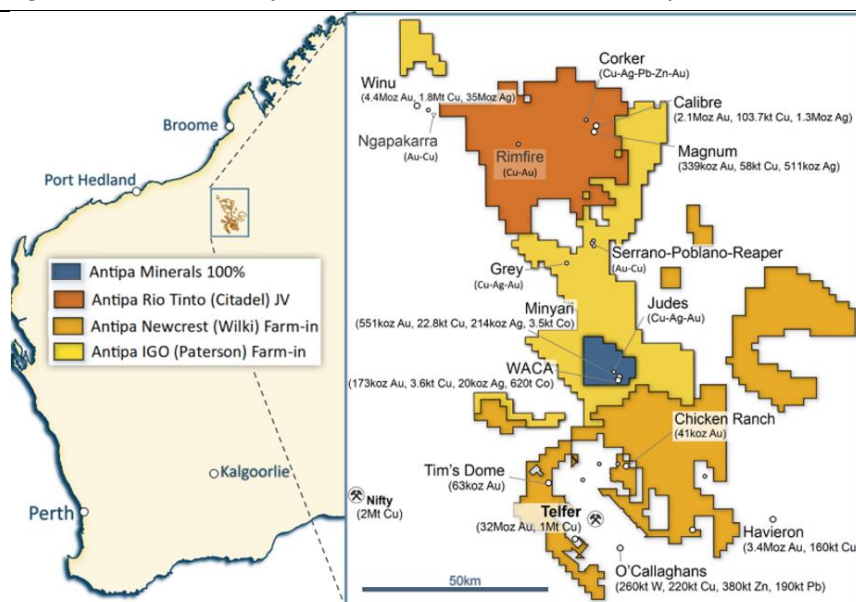 Broome
Port Hedland
Kalgoorlie
Perth
Antipa Minerals 100%
Antipa Rio Tinto (Citadel) JV
Antipa Newcrest (Wilki) Farm-in
Antipa IGO (Paterson) Farm-in
Winu
(4.4Moz Au, 1.8Mt Cu, 35Moz Ag)
Ngapakarra
(Au-Cu)
Corker
(Cu-Ag-Pb-Zn-Au)
Calibre
(2.1Moz Au, 103.7kt Cu, 1.3Moz Ag)
Magnum
(339koz Au, 58kt Cu, 511koz Ag)
Rimfire
(Cu-Au)
Serrano-Poblano-Reaper
(Au-Cu)
Grey
(Cu-Ag-Au)
Judes
(Cu-Ag-Au)
Minyari
(551koz Au, 22.8kt Cu, 214koz Ag, 3.5kt Co)
WACA
(173koz Au, 3.6kt Cu, 20koz Ag, 620t Co)
Chicken Ranch
(41koz Au)
Tim's Dome
(63koz Au)
Nifty
(2Mt Cu)
Telfer
(32Moz Au, 1Mt Cu)
Havieron
(3.4Moz Au, 160kt Cu
O'Callaghans
(260kt W, 220kt Cu, 380kt Zn, 190kt Pb)
50km